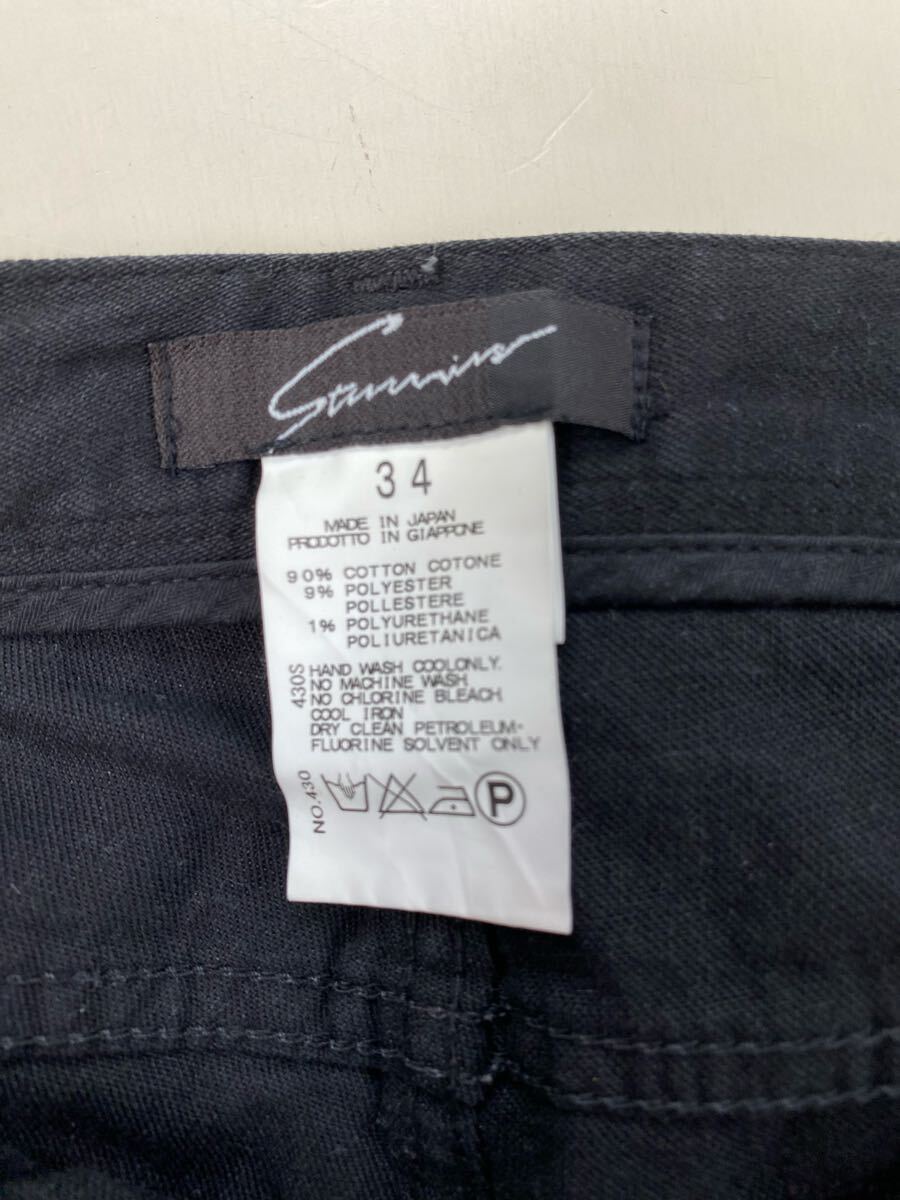 34
MADE IN JAPAN
PRODOTTO IN GIAPPONE
90% COTTON COTONE
9% POLYESTER
POLLESTERE
1% POLYURETHANE
POLIURETANICA
430S
HAND WASH COOLONLY.
NO MACHINE WASH.
NO CHLORINE BLEACH
COOL IRON
DRY CLEAN PETROLEUM-
FLUORINE SOLVENT ONLY
NO.430
P